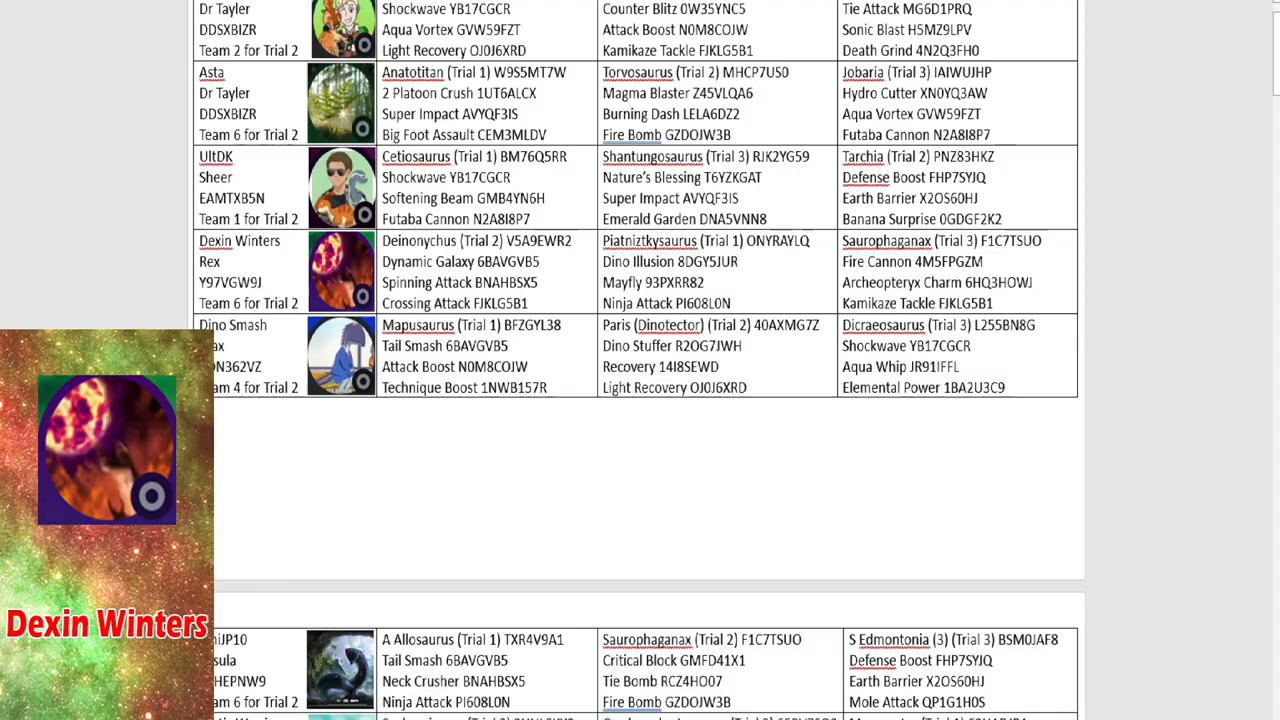 Dr Tayler
DDSXBIZR
Team 2 for Trial 2
Shockwave YB17CGCR
Aqua Vortex GVW59FZT
Light Recovery OJ0J6XRD
Counter Blitz 0W35YNC5
Attack Boost N0M8COJW
Kamikaze Tackle FJKLG5B1
Tie Attack MG6D1PRQ
Sonic Blast H5MZ9LPV
Death Grind 4N2Q3FH0
Asta
Dr Tayler
DDSXBIZR
Team 6 for Trial 2
Anatotitan (Trial 1) W9S5MT7W
2 Platoon Crush 1UT6ALCX
Super Impact AVYQF3IS
Big Foot Assault CEM3MLDV
Torvosaurus (Trial 2) MHCP7US0
Magma Blaster Z45VLQA6
Burning Dash LELA6DZ2
Fire Bomb GZDOJW3B
Jobaria (Trial 3) IAIWUJHP
Hydro Cutter XN0YQ3AW
Aqua Vortex GVW59FZT
Futaba Cannon N2A8I8P7
UltDK
Sheer
EAMTXB5N
Team 1 for Trial 2
Cetiosaurus (Trial 1) BM76Q5RR
Shockwave YB17CGCR
Softening Beam GMB4YN6H
Futaba Cannon N2A8I8P7
Shantungosaurus (Trial 3) RJK2YG59
Nature's Blessing T6YZKGAT
Super Impact AVYQF3IS
Emerald Garden DNA5VNN8
Tarchia (Trial 2) PNZ83HKZ
Defense Boost FHP7SYJQ
Earth Barrier X2OS60HJ
Banana Surprise 0GDGF2K2
Dexin Winters
Rex
Y97VGW9J
Team 6 for Trial 2
Deinonychus (Trial 2) V5A9EWR2
Dynamic Galaxy 6BAVGVB5
Spinning Attack BNAHBSX5
Crossing Attack FJKLG5B1
Piatniztkysaurus (Trial 1) ONYRAYLQ
Dino Illusion 8DGY5JUR
Mayfly 93PXRR82
Ninja Attack PI608L0N
Saurophaganax (Trial 3) F1C7TSUO
Fire Cannon 4M5FPGZM
Archeopteryx Charm 6HQ3HOWJ
Kamikaze Tackle FJKLG5B1
Dino Smash
ax
0N362VZ
am 4 for Trial 2
Mapusaurus (Trial 1) BFZGYL38
Tail Smash 6BAVGVB5
Attack Boost N0M8COJW
Technique Boost 1NWB157R
Paris (Dinotector) (Trial 2) 40AXMG7Z
Dino Stuffer R2OG7JWH
Recovery 14I8SEWD
Light Recovery OJ0J6XRD
Dicraeosaurus (Trial 3) L255BN8G
Shockwave YB17CGCR
Aqua Whip JR91IFFL
Elemental Power 1BA2U3C9
Dexin Winters
niJP10
sula
HEPNW9
am 6 for Trial 2
A Allosaurus (Trial 1) TXR4V9A1
Tail Smash 6BAVGVB5
Neck Crusher BNAHBSX5
Ninja Attack PI608L0N
Saurophaganax (Trial 2) F1C7TSUO
Critical Block GMFD41X1
Tie Bomb RCZ4HO07
Fire Bomb GZDOJW3B
S Edmontonia (3) (Trial 3) BSM0JAF8
Defense Boost FHP7SYJQ
Earth Barrier X2OS60HJ
Mole Attack QP1G1H0S